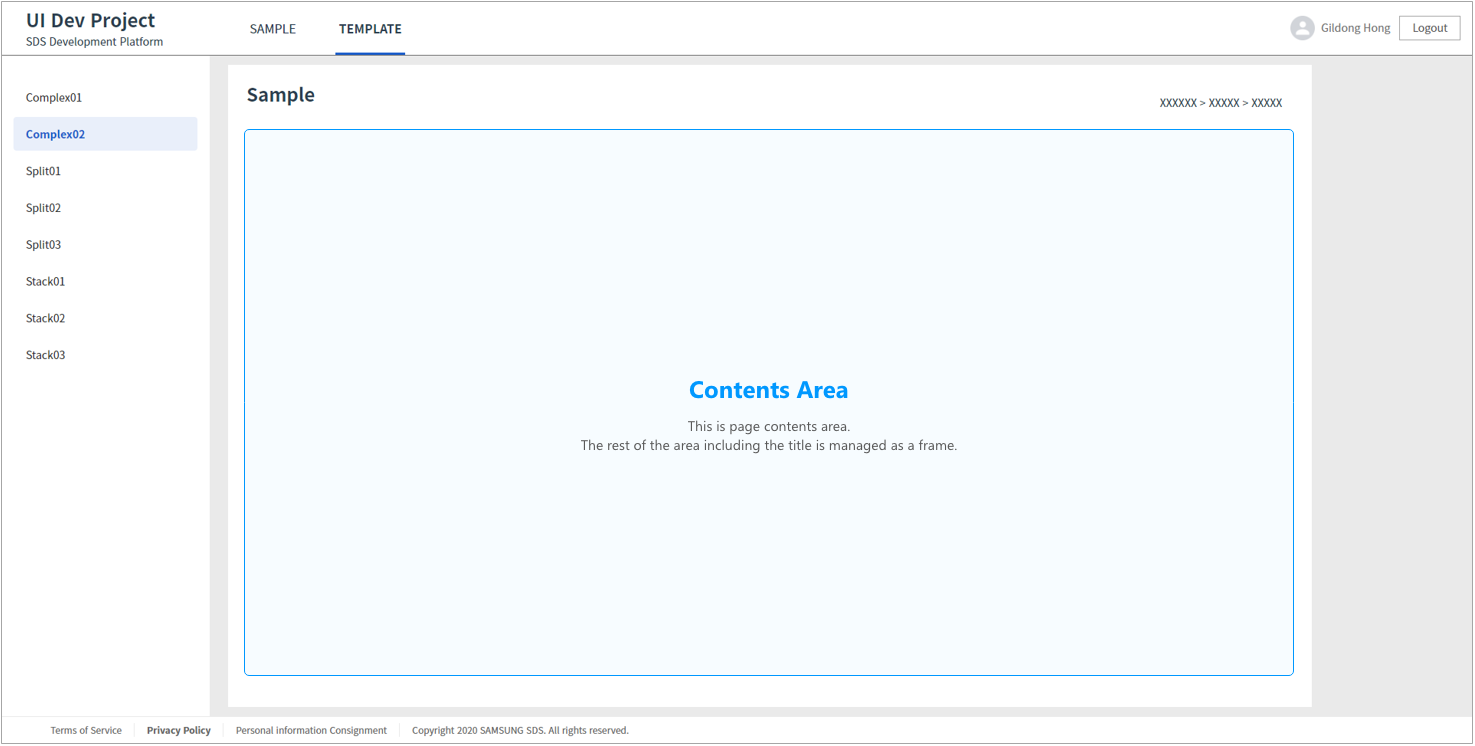 UI Dev Project
SDS Development Platform
SAMPLE
TEMPLATE
Gildong Hong
Logout
Complex01
Complex02
Split01
Split02
Split03
Stack01
Stack02
Stack03
Sample
XXXXXX > XXXXX > XXXXX
Contents Area
This is page contents area.
The rest of the area including the title is managed as a frame.
Terms of Service
Privacy Policy
Personal information Consignment
Copyright 2020 SAMSUNG SDS. All rights reserved.